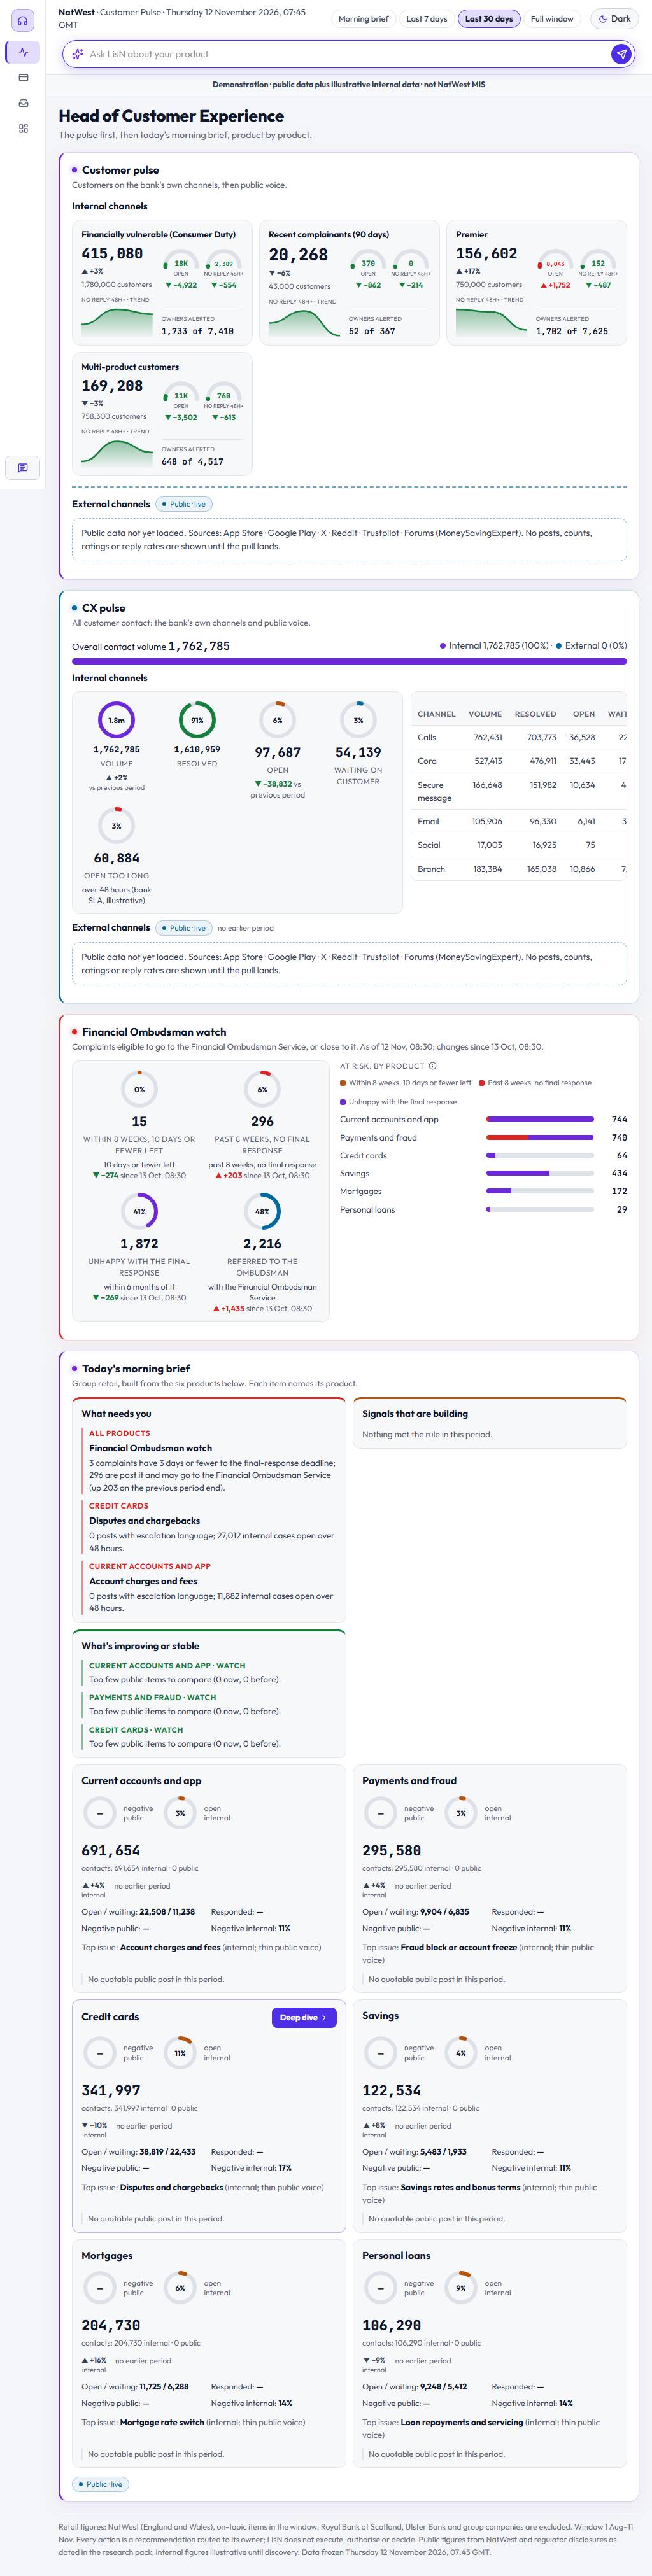 NatWest · Customer Pulse · Thursday 12 November 2026, 07:45
GMT
Morning brief
Last 7 days
Last 30 days
Full window
Dark
Ask LisN about your product
Demonstration · public data plus illustrative internal data · not NatWest MIS
Head of Customer Experience
The pulse first, then today's morning brief, product by product.
Customer pulse
Customers on the bank's own channels, then public voice.
Internal channels
Financially vulnerable (Consumer Duty)
415,080
▲ +3%
1,780,000 customers
18K
OPEN
▼ −4,922
2,389
NO REPLY 48H+
▼ −554
NO REPLY 48H+ · TREND
OWNERS ALERTED
1,733 of 7,410
Recent complainants (90 days)
20,268
▼ −6%
43,000 customers
370
OPEN
▼ −862
0
NO REPLY 48H+
▼ −214
NO REPLY 48H+ · TREND
OWNERS ALERTED
52 of 367
Premier
156,602
▲ +17%
750,000 customers
8,043
OPEN
▲ +1,752
152
NO REPLY 48H+
▼ −487
NO REPLY 48H+ · TREND
OWNERS ALERTED
1,702 of 7,625
Multi-product customers
169,208
▼ −3%
758,300 customers
11K
OPEN
▼ −3,502
760
NO REPLY 48H+
▼ −613
NO REPLY 48H+ · TREND
OWNERS ALERTED
648 of 4,517
External channels
Public · live
Public data not yet loaded. Sources: App Store · Google Play · X · Reddit · Trustpilot · Forums (MoneySavingExpert). No posts, counts,
ratings or reply rates are shown until the pull lands.
CX pulse
All customer contact: the bank's own channels and public voice.
Overall contact volume 1,762,785
Internal 1,762,785 (100%) · External 0 (0%)
Internal channels
1.8m
1,762,785
VOLUME
▲ +2%
vs previous period
91%
1,610,959
RESOLVED
6%
97,687
OPEN
▼ −38,832 vs
previous period
3%
54,139
WAITING ON
CUSTOMER
3%
60,884
OPEN TOO LONG
over 48 hours (bank
SLA, illustrative)
CHANNEL VOLUME RESOLVED OPEN WAIT
Calls 762,431 703,773 36,528 22
Cora 527,413 476,911 33,443 17
Secure
message 166,648 151,982 10,634 4
Email 105,906 96,330 6,141 3
Social 17,003 16,925 75
Branch 183,384 165,038 10,866 7,
External channels
Public · live
no earlier period
Public data not yet loaded. Sources: App Store · Google Play · X · Reddit · Trustpilot · Forums (MoneySavingExpert). No posts, counts,
ratings or reply rates are shown until the pull lands.
Financial Ombudsman watch
Complaints eligible to go to the Financial Ombudsman Service, or close to it. As of 12 Nov, 08:30; changes since 13 Oct, 08:30.
0%
15
WITHIN 8 WEEKS, 10 DAYS OR
FEWER LEFT
10 days or fewer left
▼ −274 since 13 Oct, 08:30
6%
296
PAST 8 WEEKS, NO FINAL
RESPONSE
past 8 weeks, no final response
▲ +203 since 13 Oct, 08:30
41%
1,872
UNHAPPY WITH THE FINAL
RESPONSE
within 6 months of it
▼ −269 since 13 Oct, 08:30
48%
2,216
REFERRED TO THE
OMBUDSMAN
with the Financial Ombudsman
Service
▲ +1,435 since 13 Oct, 08:30
AT RISK, BY PRODUCT
Within 8 weeks, 10 days or fewer left
Past 8 weeks, no final response
Unhappy with the final response
Current accounts and app 744
Payments and fraud 740
Credit cards 64
Savings 434
Mortgages 172
Personal loans 29
Today's morning brief
Group retail, built from the six products below. Each item names its product.
What needs you
ALL PRODUCTS
Financial Ombudsman watch
3 complaints have 3 days or fewer to the final-response deadline;
296 are past it and may go to the Financial Ombudsman Service
(up 203 on the previous period end).
CREDIT CARDS
Disputes and chargebacks
0 posts with escalation language; 27,012 internal cases open over
48 hours.
CURRENT ACCOUNTS AND APP
Account charges and fees
0 posts with escalation language; 11,882 internal cases open over
48 hours.
Signals that are building
Nothing met the rule in this period.
What's improving or stable
CURRENT ACCOUNTS AND APP · WATCH
Too few public items to compare (0 now, 0 before).
PAYMENTS AND FRAUD · WATCH
Too few public items to compare (0 now, 0 before).
CREDIT CARDS · WATCH
Too few public items to compare (0 now, 0 before).
Current accounts and app
–
negative
public
3%
open
internal
691,654
contacts: 691,654 internal · 0 public
▲ +4%
internal
no earlier period
Open / waiting: 22,508 / 11,238 Responded: —
Negative public: — Negative internal: 11%
Top issue: Account charges and fees (internal; thin public voice)
No quotable public post in this period.
Payments and fraud
–
negative
public
3%
open
internal
295,580
contacts: 295,580 internal · 0 public
▲ +4%
internal
no earlier period
Open / waiting: 9,904 / 6,835 Responded: —
Negative public: — Negative internal: 11%
Top issue: Fraud block or account freeze (internal; thin public
voice)
No quotable public post in this period.
Credit cards
Deep dive
–
negative
public
11%
open
internal
341,997
contacts: 341,997 internal · 0 public
▼ −10%
internal
no earlier period
Open / waiting: 38,819 / 22,433 Responded: —
Negative public: — Negative internal: 17%
Top issue: Disputes and chargebacks (internal; thin public voice)
No quotable public post in this period.
Savings
–
negative
public
4%
open
internal
122,534
contacts: 122,534 internal · 0 public
▲ +8%
internal
no earlier period
Open / waiting: 5,483 / 1,933 Responded: —
Negative public: — Negative internal: 11%
Top issue: Savings rates and bonus terms (internal; thin public
voice)
No quotable public post in this period.
Mortgages
–
negative
public
6%
open
internal
204,730
contacts: 204,730 internal · 0 public
▲ +16%
internal
no earlier period
Open / waiting: 11,725 / 6,288 Responded: —
Negative public: — Negative internal: 14%
Top issue: Mortgage rate switch (internal; thin public voice)
No quotable public post in this period.
Personal loans
–
negative
public
9%
open
internal
106,290
contacts: 106,290 internal · 0 public
▼ −9%
internal
no earlier period
Open / waiting: 9,248 / 5,412 Responded: —
Negative public: — Negative internal: 14%
Top issue: Loan repayments and servicing (internal; thin public
voice)
No quotable public post in this period.
Public · live
Retail figures: NatWest (England and Wales), on-topic items in the window. Royal Bank of Scotland, Ulster Bank and group companies are excluded. Window 1 Aug–11
Nov. Every action is a recommendation routed to its owner; LisN does not execute, authorise or decide. Public figures from NatWest and regulator disclosures as
dated in the research pack; internal figures illustrative until discovery. Data frozen Thursday 12 November 2026, 07:45 GMT.